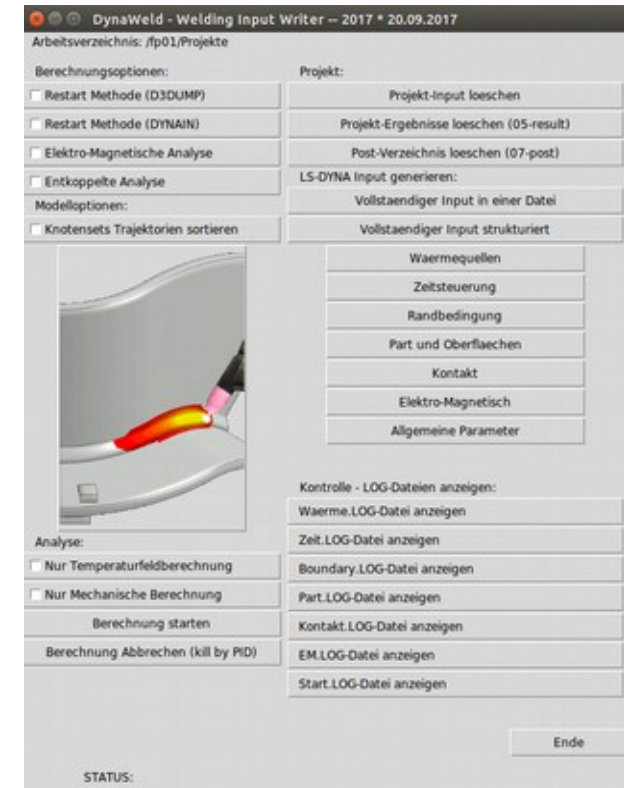 DynaWeld - Welding Input Writer -- 2017 * 20.09.2017
Arbeitsverzeichnis: /fp01/Projekte
Berechnungsoptionen:
Restart Methode (D3DUMP)
Restart Methode (DYNAIN)
Elektro-Magnetische Analyse
Entkoppelte Analyse
Modelloptionen:
Knotensets Trajektorien sortieren
Projekt:
Projekt-Input loeschen
Projekt-Ergebnisse loeschen (05-result)
Post-Verzeichnis loeschen (07-post)
LS-DYNA Input generieren:
Vollstaendiger Input in einer Datei
Vollstaendiger Input strukturiert
Waermequellen
Zeitsteuerung
Randbedingung
Part und Oberflaechen
Kontakt
Elektro-Magnetisch
Allgemeine Parameter
Analyse:
Nur Temperaturfeldberechnung
Nur Mechanische Berechnung
Berechnung starten
Berechnung Abbrechen (kill by PID)
Kontrolle - LOG-Dateien anzeigen:
Waerme.LOG-Datei anzeigen
Zeit.LOG-Datei anzeigen
Boundary.LOG-Datei anzeigen
Part.LOG-Datei anzeigen
Kontakt.LOG-Datei anzeigen
EM.LOG-Datei anzeigen
Start.LOG-Datei anzeigen
Ende
STATUS: